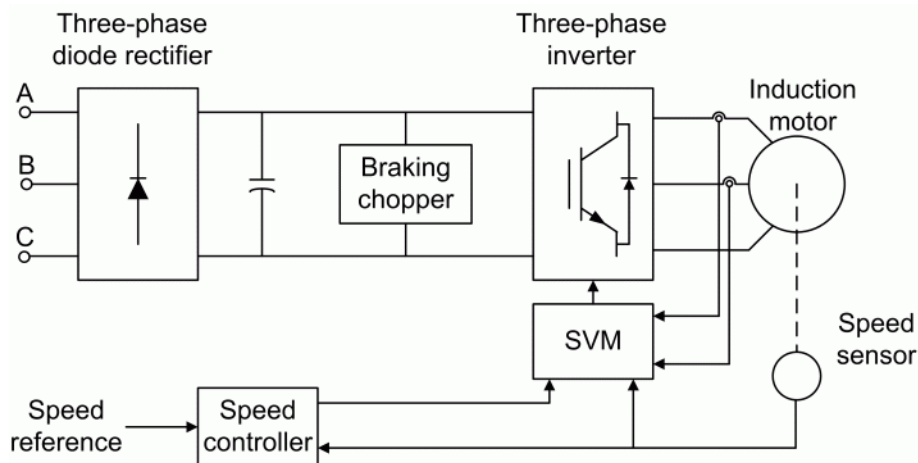 Three-phase
diode rectifier
Three-phase
inverter
A
B
C
Induction
motor
Braking
chopper
SVM
Speed
sensor
Speed
reference
Speed
controller